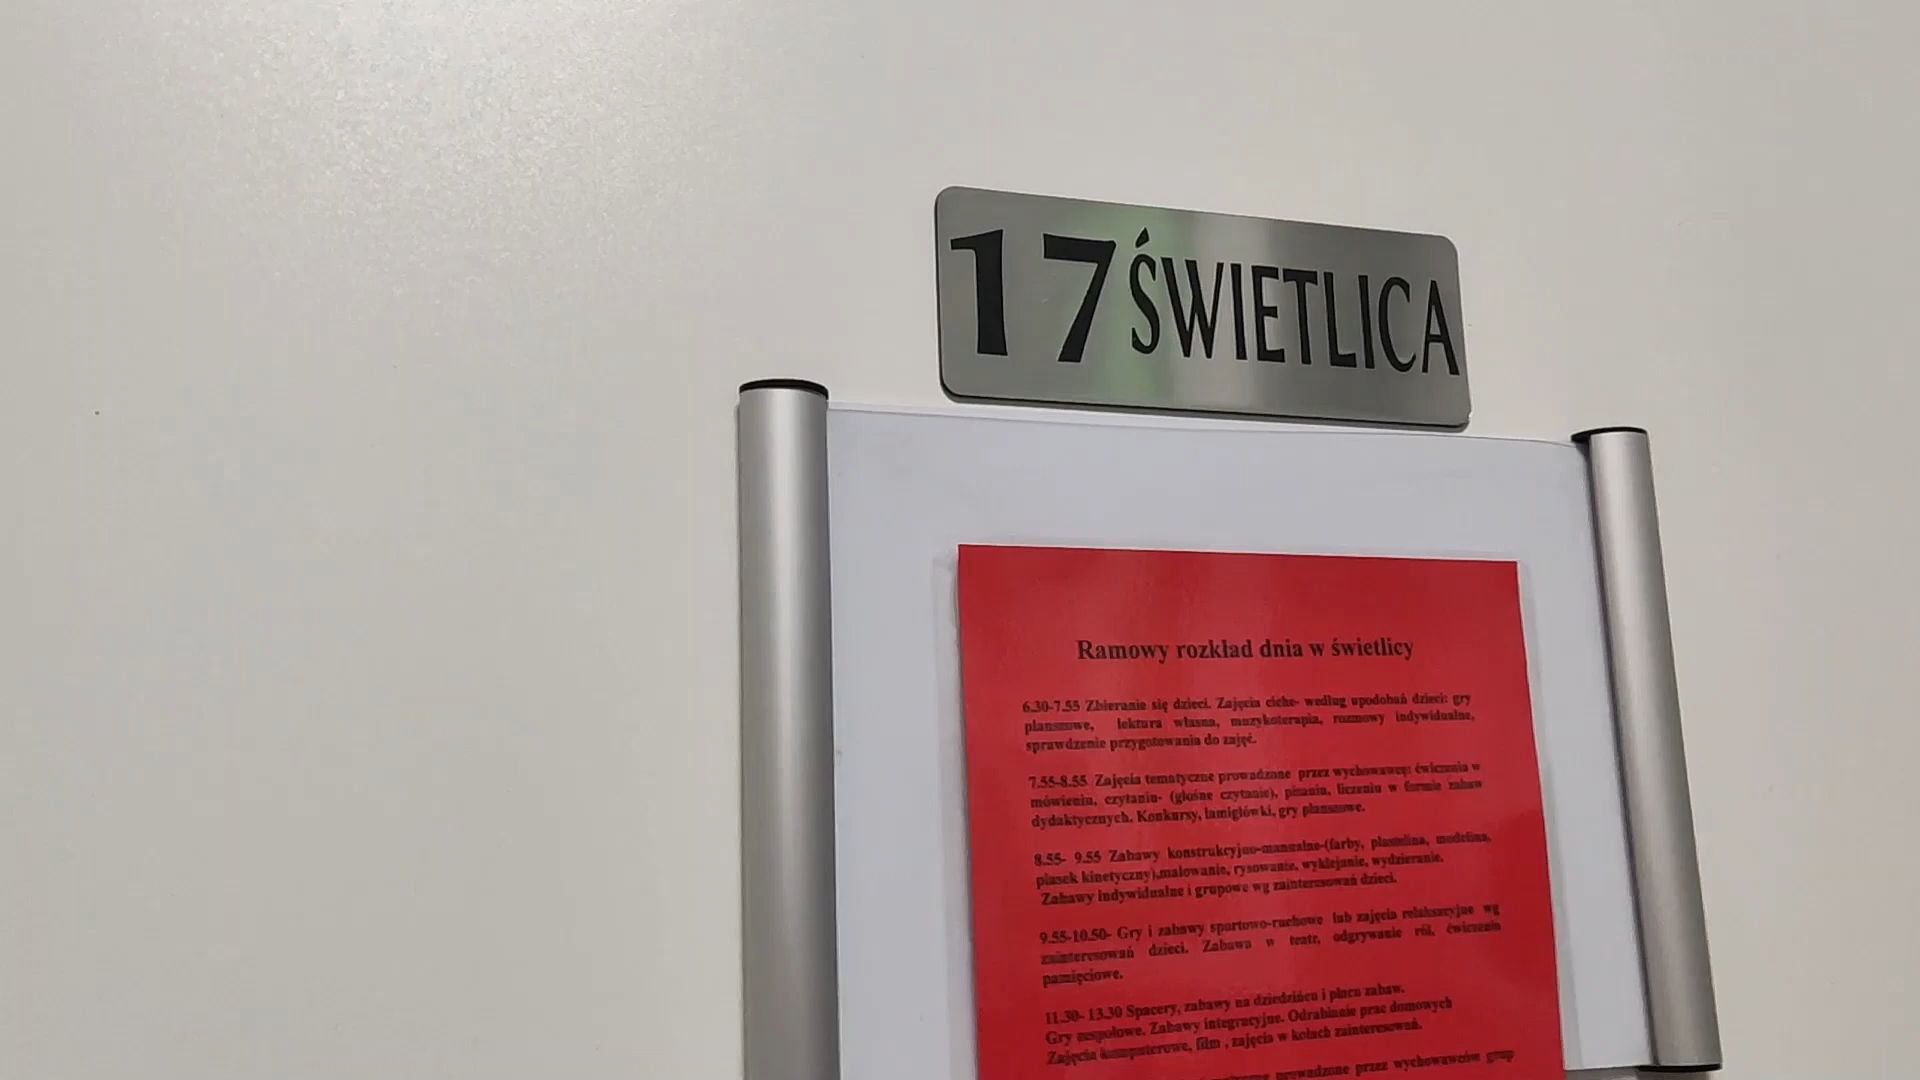 17 ŚWIETLICA
Ramowy rozkład dnia w świetlicy
6.30-7.55 Zbieranie się dzieci. Zajęcia ciche- według upodobań dzieci: gry
planszowe, lektura własna, muzykoterapia, rozmowy indywidualne,
sprawdzenie przygotowania do zajęć.
7.55-8.55 Zajęcia tematyczne prowadzone przez wychowawcę: ćwiczenia w
mówieniu, czytaniu- (głośne czytanie), pisaniu, liczeniu w formie zabaw
dydaktycznych. Konkursy, łamigłówki, gry planszowe.
8.55- 9.55 Zabawy konstrukcyjno-manualne-(farby, plastelina, modelina,
piasek kinetyczny),malowanie, rysowanie, wyklejanie, wydzieranie.
Zabawy indywidualne i grupowe wg zainteresowań dzieci.
9.55-10.50- Gry i zabawy sportowo-ruchowe lub zajęcia relaksacyjne wg
zainteresowań dzieci. Zabawa w teatr, odgrywanie ról, ćwiczenia
pamięciowe.
11.30- 13.30 Spacery, zabawy na dziedzińcu i placu zabaw.
Gry zespołowe. Zabawy integracyjne. Odrabianie prac domowych
Zajęcia komputerowe, film , zajęcia w kołach zainteresowań.
prowadzone przez wychowawców grup